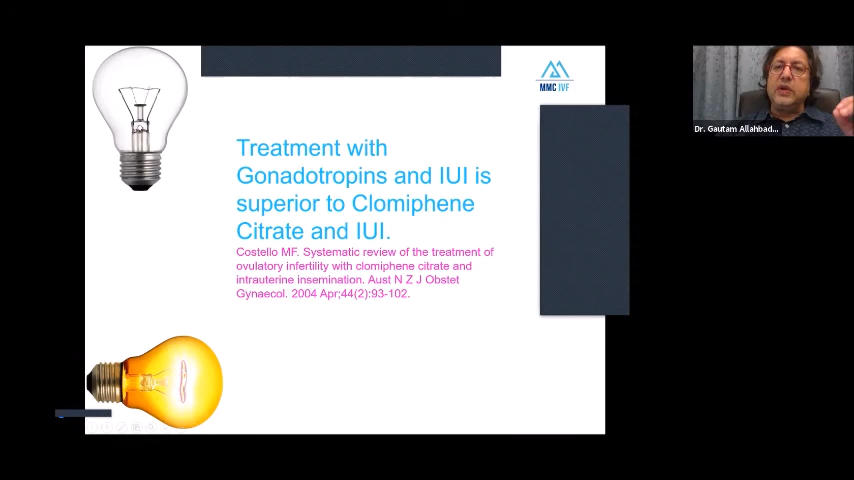 MMC IVF
Treatment with
Gonadotropins and IUI is
superior to Clomiphene
Citrate and IUI.
Costello MF. Systematic review of the treatment of
ovulatory infertility with clomiphene citrate and
intrauterine insemination. Aust N Z J Obstet
Gynaecol. 2004 Apr;44(2):93-102.
Dr. Gautam Allahbad...